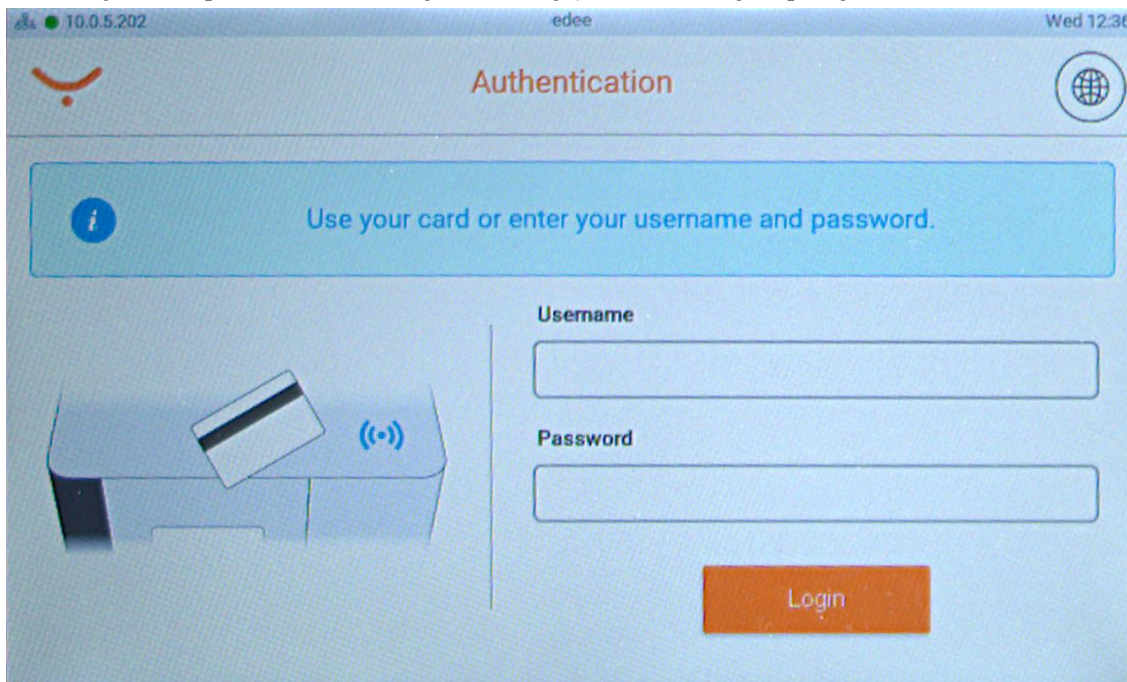 10.0.5.202
edee
Wed 12:36
Authentication
Use your card or enter your username and password.
Username
Password
Login